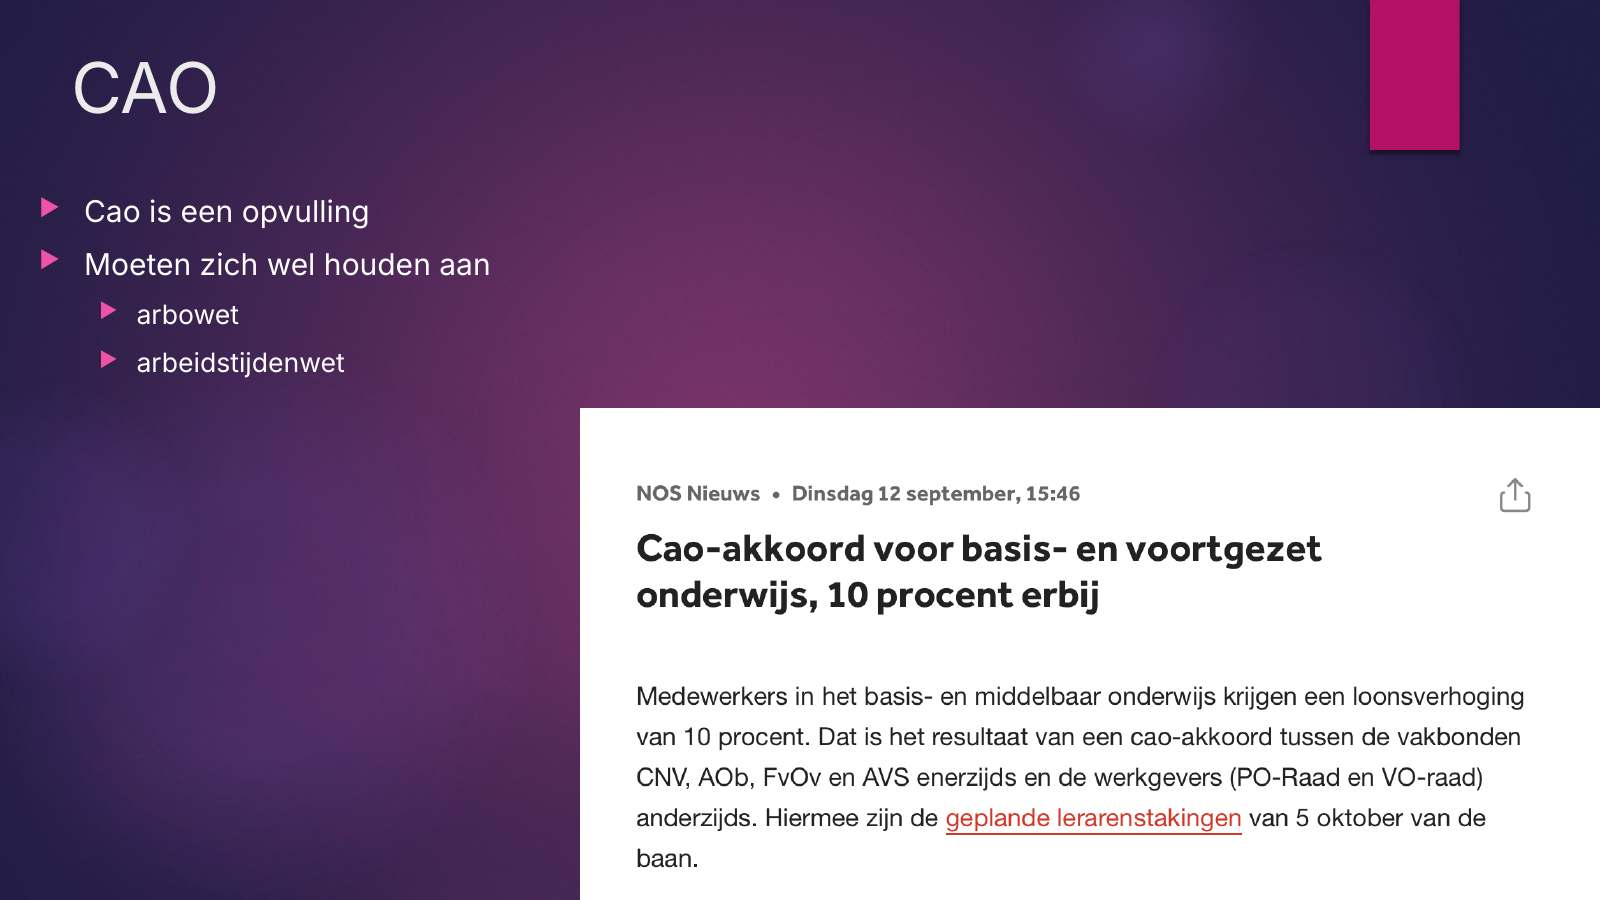 CAO
Cao is een opvulling
Moeten zich wel houden aan
arbowet
arbeidstijdenwet
NOS Nieuws • Dinsdag 12 september, 15:46
Cao-akkoord voor basis- en voortgezet
onderwijs, 10 procent erbij
Medewerkers in het basis- en middelbaar onderwijs krijgen een loonsverhoging
van 10 procent. Dat is het resultaat van een cao-akkoord tussen de vakbonden
CNV, AOb, FvOv en AVS enerzijds en de werkgevers (PO-Raad en VO-raad)
anderzijds. Hiermee zijn de geplande lerarenstakingen van 5 oktober van de
baan.